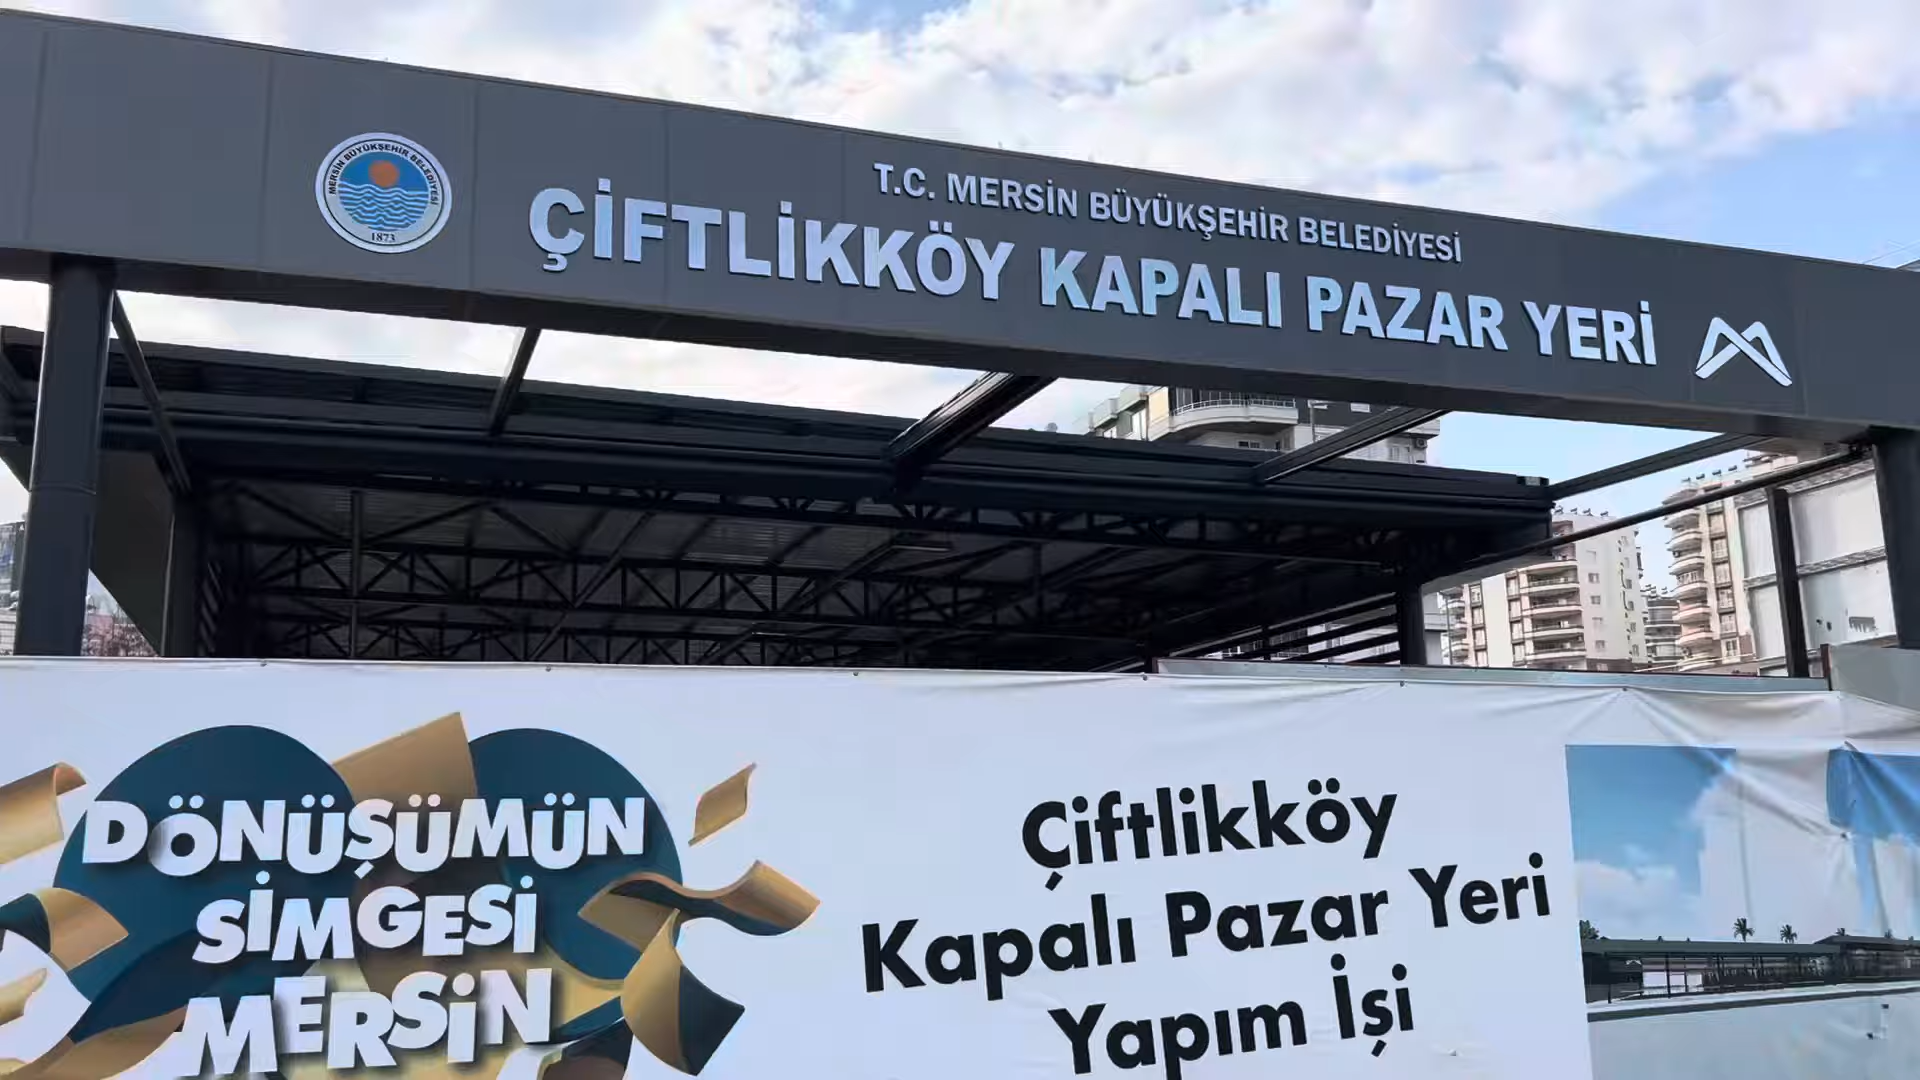 MERSİN BÜYÜKŞEHİR BELEDİYESİ
1873
T.C. MERSİN BÜYÜKŞEHİR BELEDİYESİ
ÇİFTLİKKÖY KAPALI PAZAR YERİ
DÖNÜŞÜMÜN
SİMGESİ
MERSİN
Çiftlikköy
Kapalı Pazar Yeri
Yapım İşi